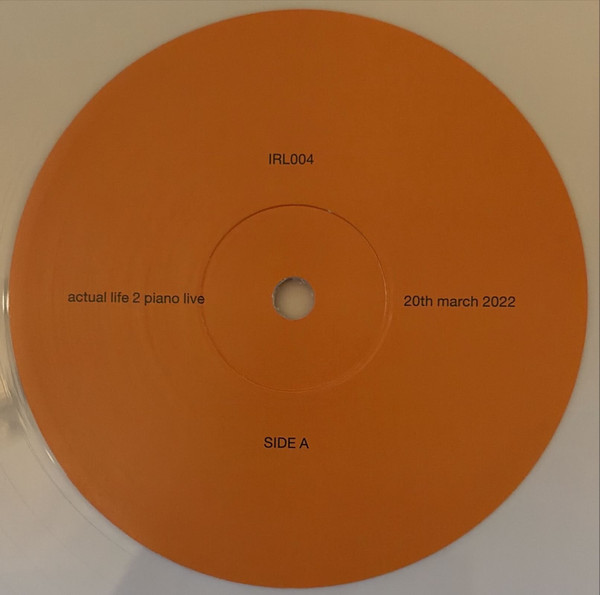 IRL004
actual life 2 piano live
20th march 2022
SIDE A